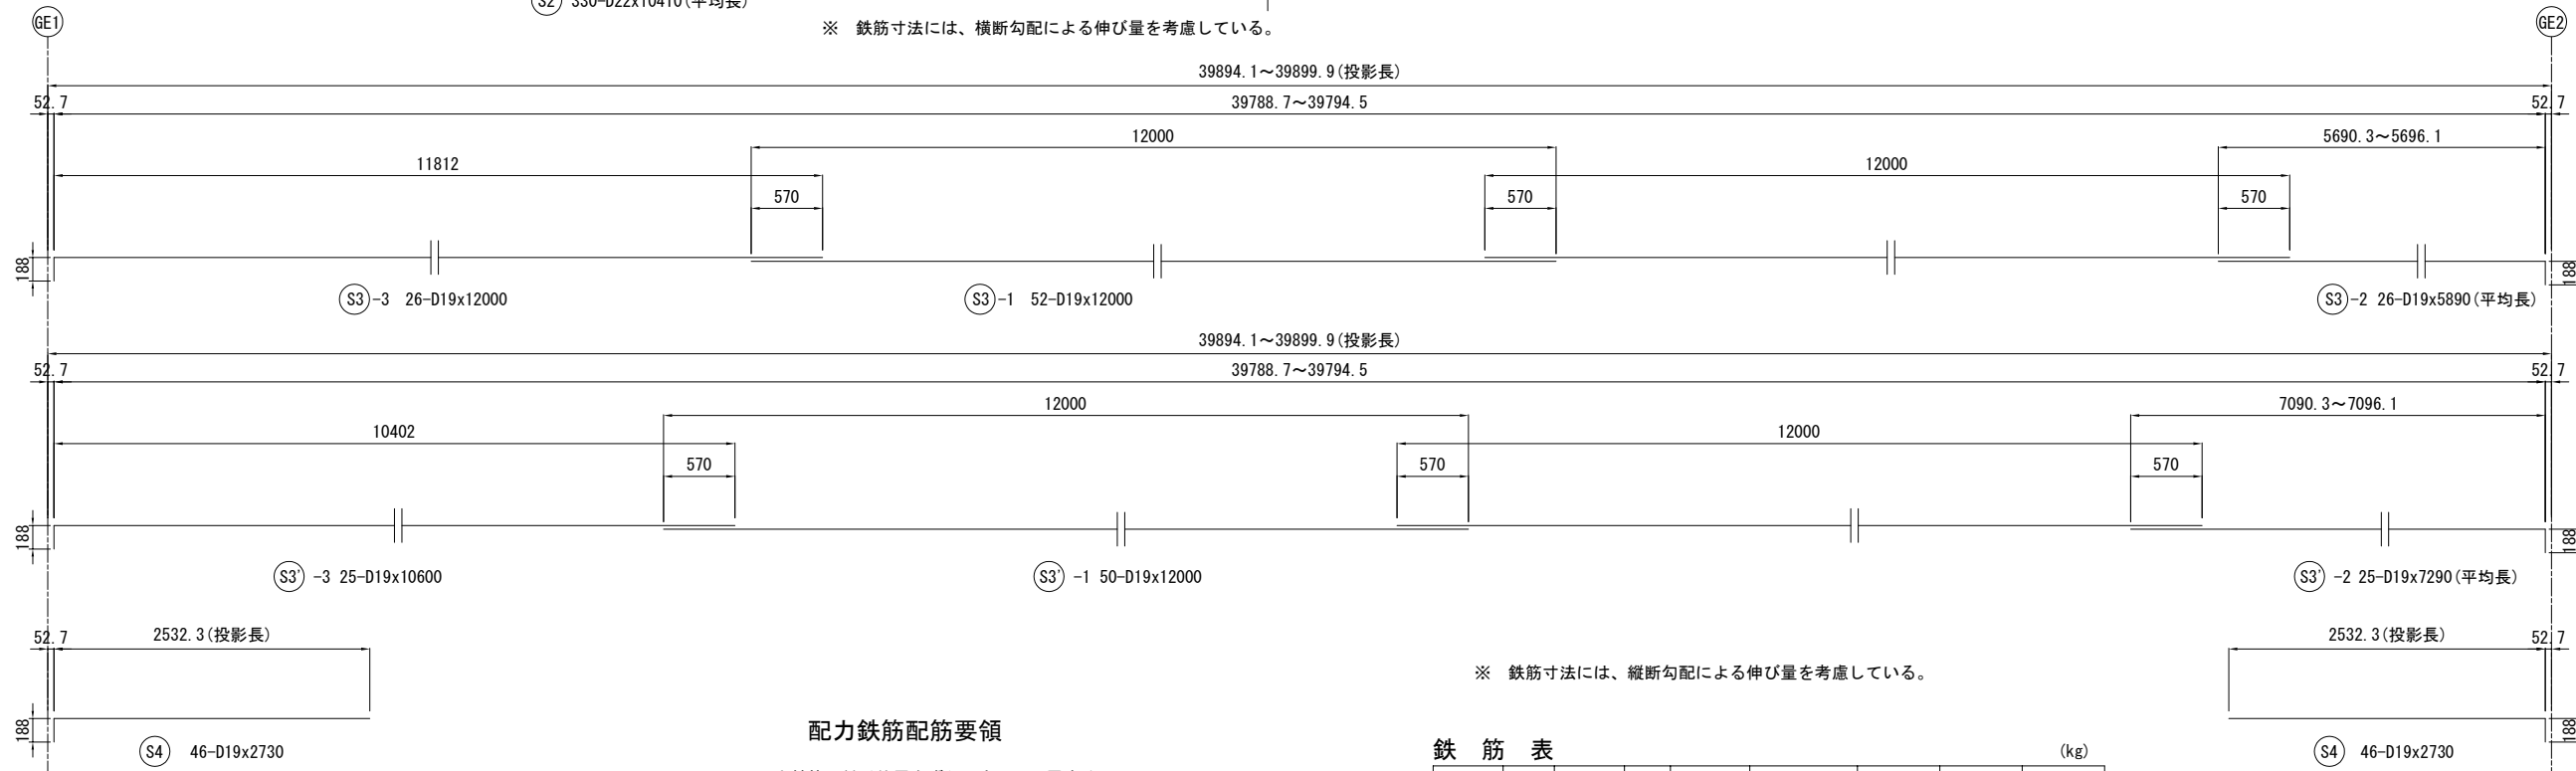 S2 330-D22x10410(平均長)
※ 鉄筋寸法には、横断勾配による伸び量を考慮している。
GE1
GE2
39894.1～39899.9(投影長)
52.7 39788.7～39794.5 52.7
12000 5690.3～5696.1
11812 12000
570 570 570
188 188
S3-3 26-D19x12000
S3-1 52-D19x12000
S3-2 26-D19x5890(平均長)
39894.1～39899.9(投影長)
52.7 39788.7～39794.5 52.7
12000 7090.3～7096.1
10402 12000
570 570 570
188 188
S3'-3 25-D19x10600
S3'-1 50-D19x12000
S3'-2 25-D19x7290(平均長)
52.7 2532.3(投影長) 2532.3(投影長) 52.7
※ 鉄筋寸法には、縦断勾配による伸び量を考慮している。
188 188
配力鉄筋配筋要領
S4 46-D19x2730
鉄筋表 (kg)
S4 46-D19x2730